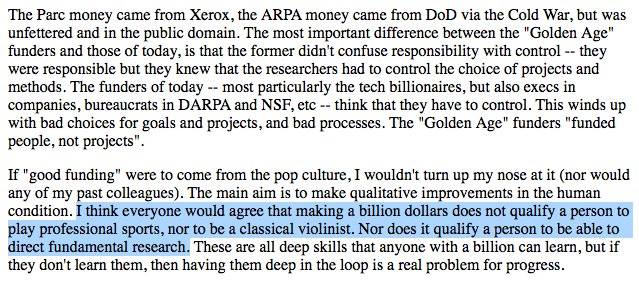 The Parc money came from Xerox, the ARPA money came from DoD via the Cold War, but was
unfettered and in the public domain. The most important difference between the "Golden Age"
funders and those of today, is that the former didn't confuse responsibility with control -- they
were responsible but they knew that the researchers had to control the choice of projects and
methods. The funders of today -- most particularly the tech billionaires, but also execs in
companies, bureaucrats in DARPA and NSF, etc -- think that they have to control. This winds up
with bad choices for goals and projects, and bad processes. The "Golden Age" funders "funded
people, not projects".
If "good funding" were to come from the pop culture, I wouldn't turn up my nose at it (nor would
any of my past colleagues). The main aim is to make qualitative improvements in the human
condition. I think everyone would agree that making a billion dollars does not qualify a person to
play professional sports, nor to be a classical violinist. Nor does it qualify a person to be able to
direct fundamental research. These are all deep skills that anyone with a billion can learn, but if
they don't learn them, then having them deep in the loop is a real problem for progress.